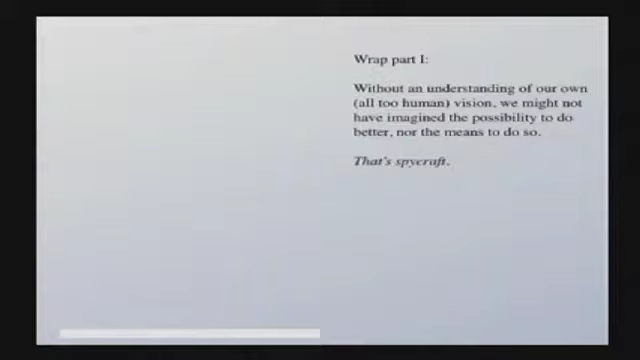 Wrap part I:
Without an understanding of our own
(all too human) vision, we might not
have imagined the possibility to do
better, nor the means to do so.
That's spycraft.